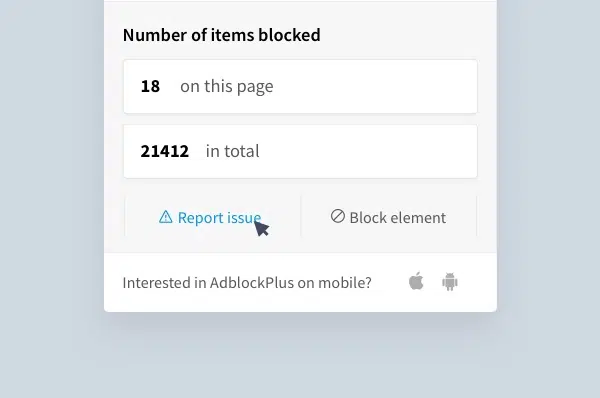 Number of items blocked
18 on this page
21412 in total
Report issue Block element
Interested in AdblockPlus on mobile?